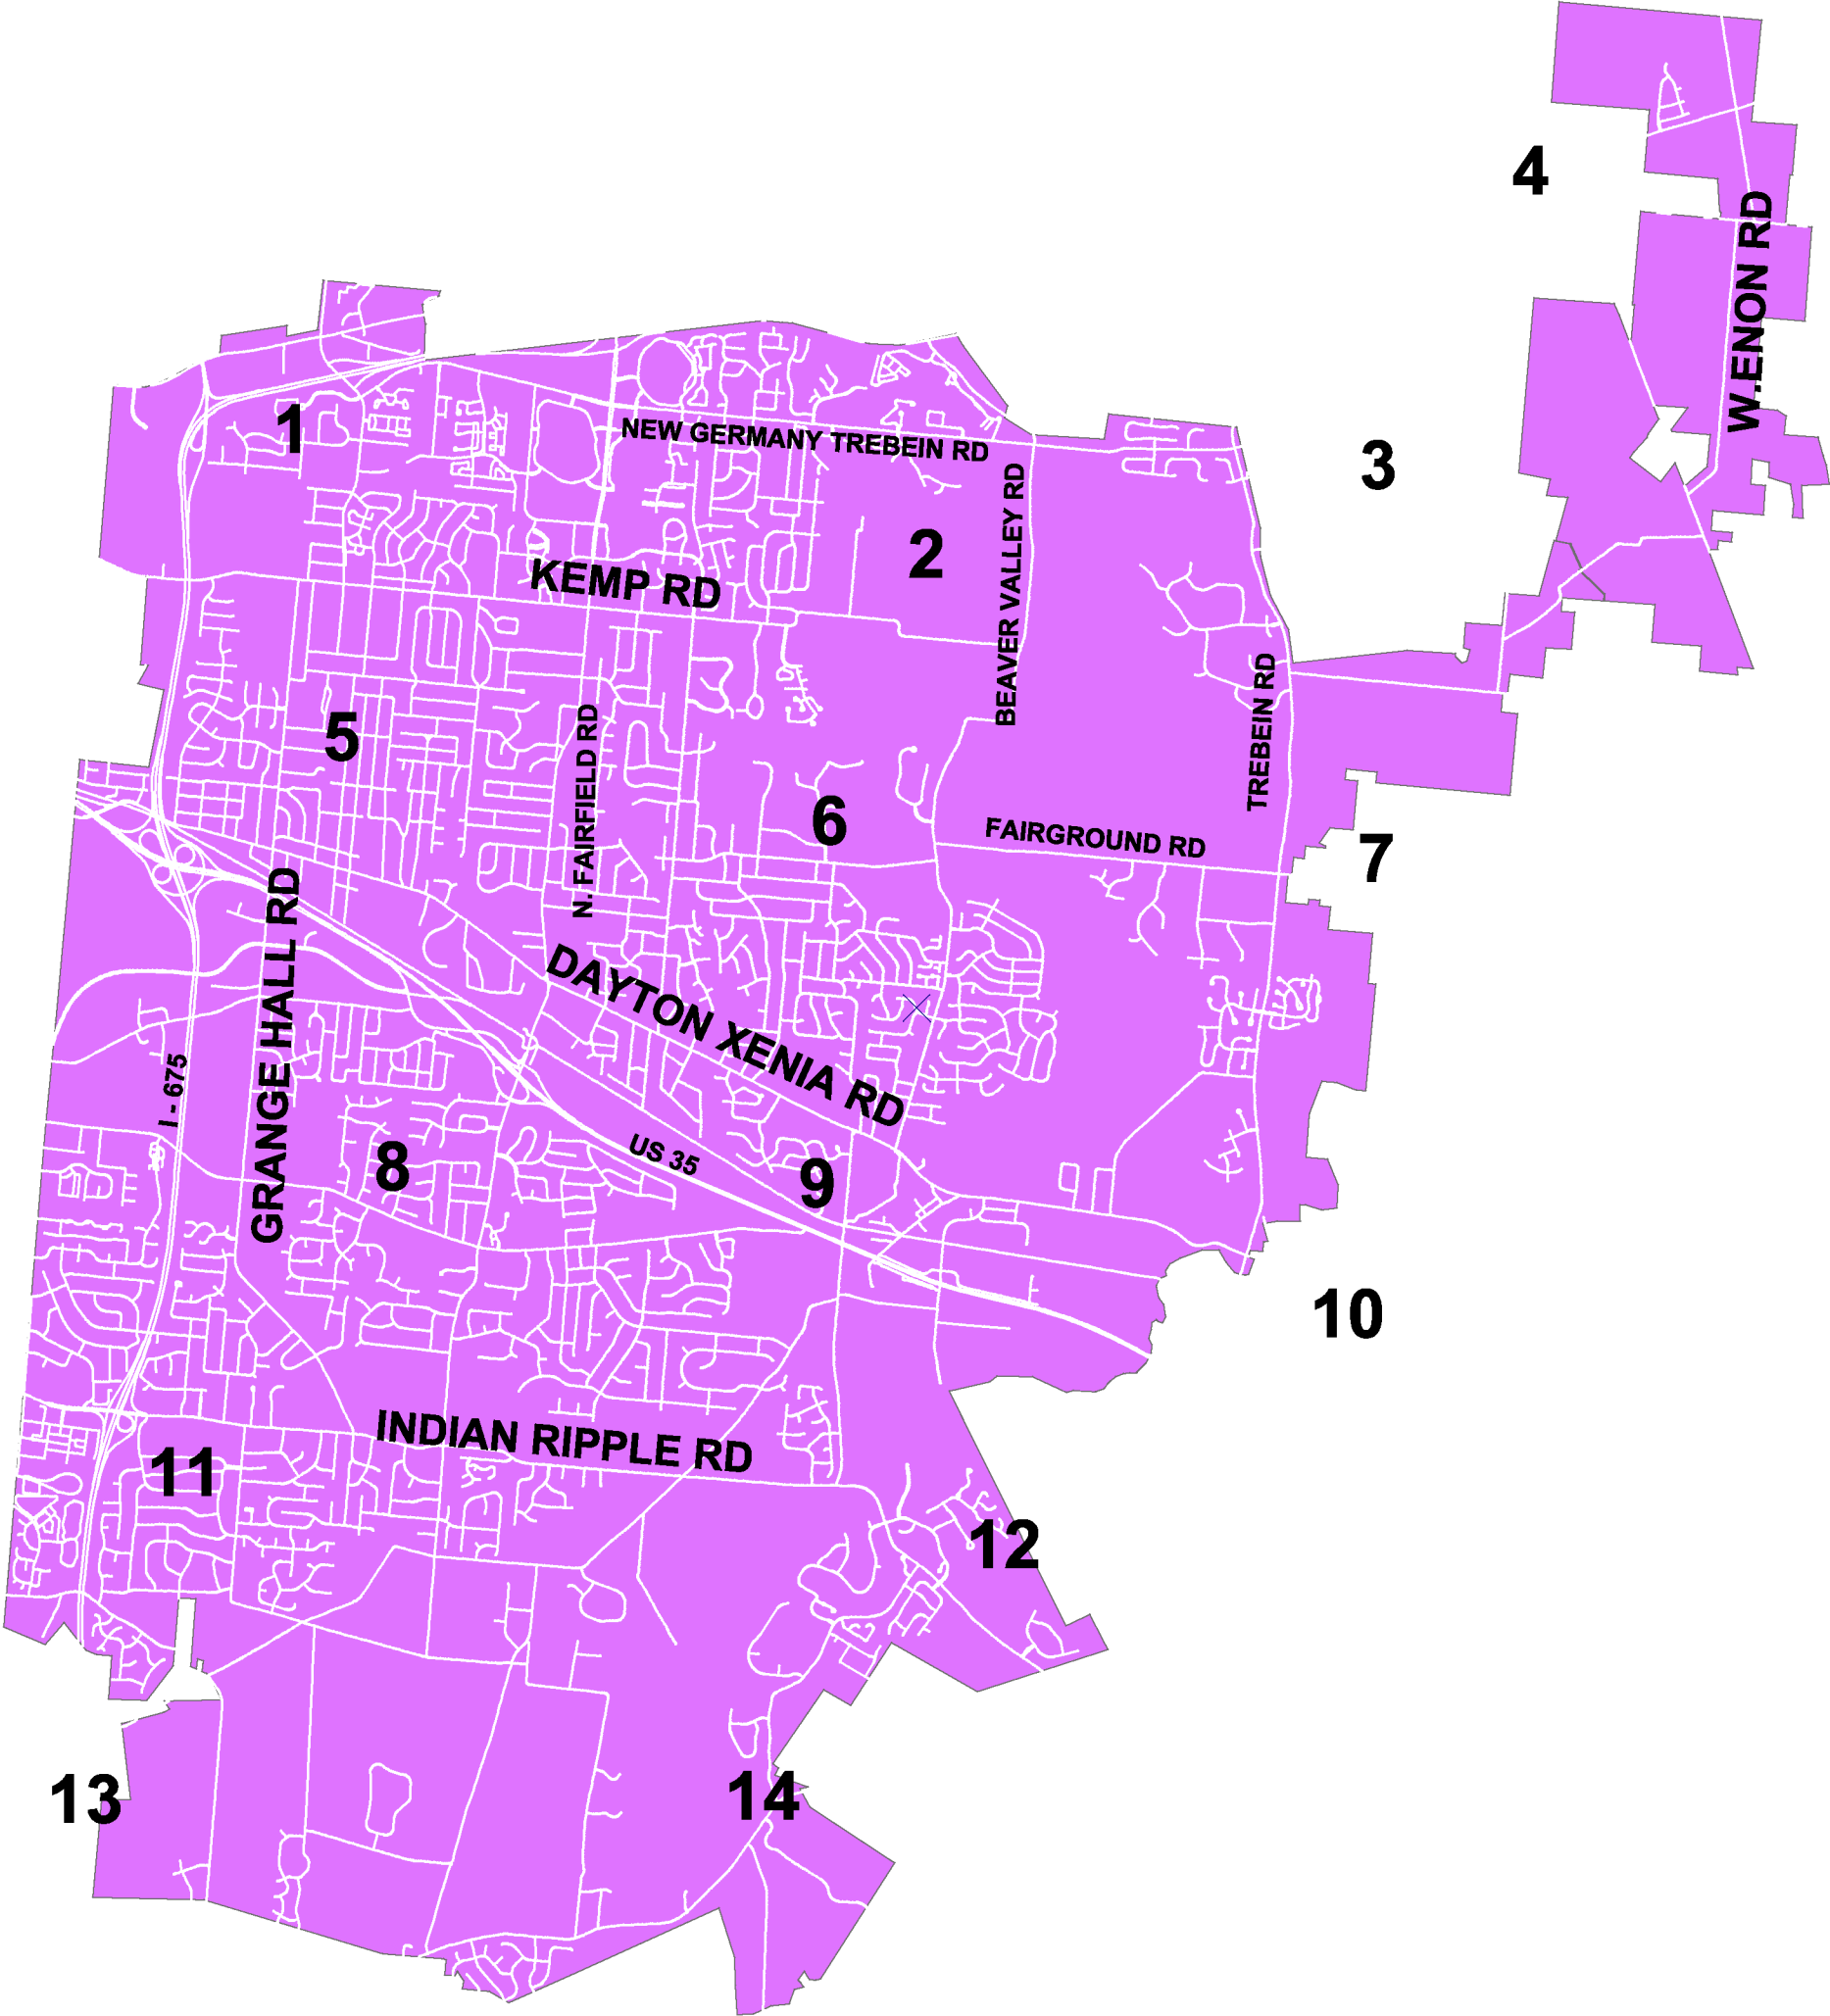 4
W.ENON RD
1
NEW GERMANY TREBEIN RD
3
2
BEAVER VALLEY RD
KEMP RD
5
N. FAIRFIELD RD
TREBEIN RD
6
FAIRGROUND RD
7
GRANGE HALL RD
DAYTON XENIA RD
I - 675
8
US 35
9
10
INDIAN RIPPLE RD
11
12
13
14